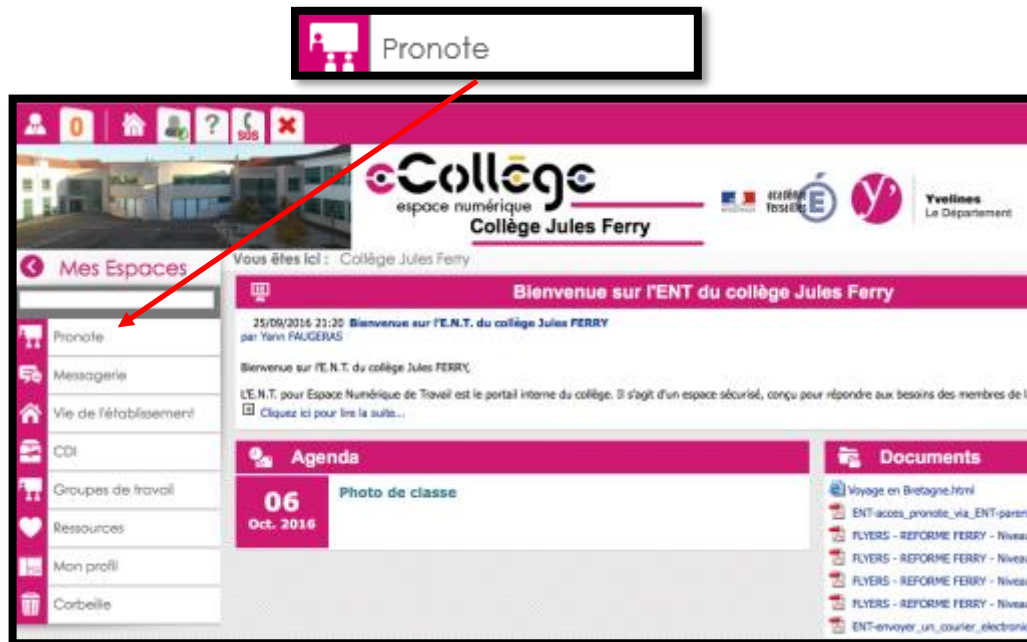 Pronote
0
?
SOS
eCollège
espace numérique
Collège Jules Ferry
Yvelines
Le Département
Mes Espaces
Vous êtes ici : Collège Jules Ferry
Bienvenue sur l'ENT du collège Jules Ferry
25/09/2016 21:20 Bienvenue sur l'E.N.T. du collège Jules FERRY
par Yann FAUGERAS
Bienvenue sur l'E.N.T. du collège Jules FERRY,
L'E.N.T. pour Espace Numérique de Travail est le portail interne du collège. Il s'agit d'un espace sécurisé, conçu pour répondre aux besoins des membres de
Cliquez ici pour lire la suite...
Pronote
Messagerie
Vie de l'établissement
CDI
Groupes de travail
Ressources
Mon profil
Corbeille
Agenda
06
Oct. 2016
Photo de classe
Documents
Voyage en Bretagne.html
ENT-acces_pronote_via_ENT-paren
FLYERS - REFORME FERRY - Niveau
FLYERS - REFORME FERRY - Niveau
FLYERS - REFORME FERRY - Niveau
FLYERS - REFORME FERRY - Niveau
ENT-envoyer_un_courier_electroni